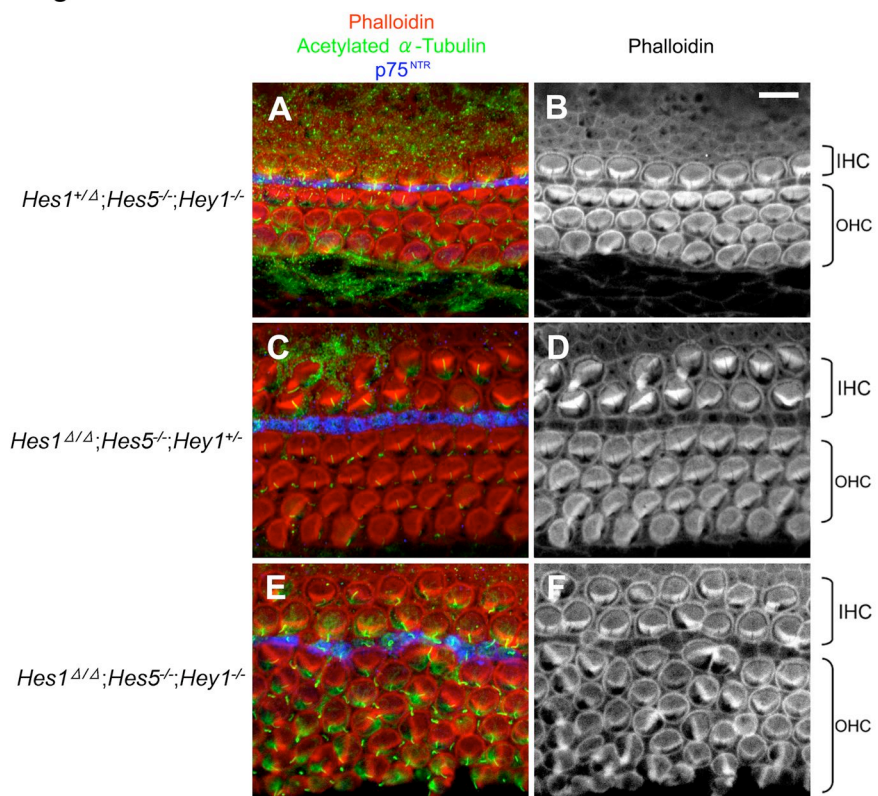 Phalloidin
Acetylated α-Tubulin
p75NTR
Phalloidin
A
B
IHC
OHC
Hes1+/Δ;Hes5-/-;Hey1-/-
C
D
IHC
OHC
Hes1Δ/Δ;Hes5-/-;Hey1+/-
E
F
IHC
OHC
Hes1Δ/Δ;Hes5-/-;Hey1-/-